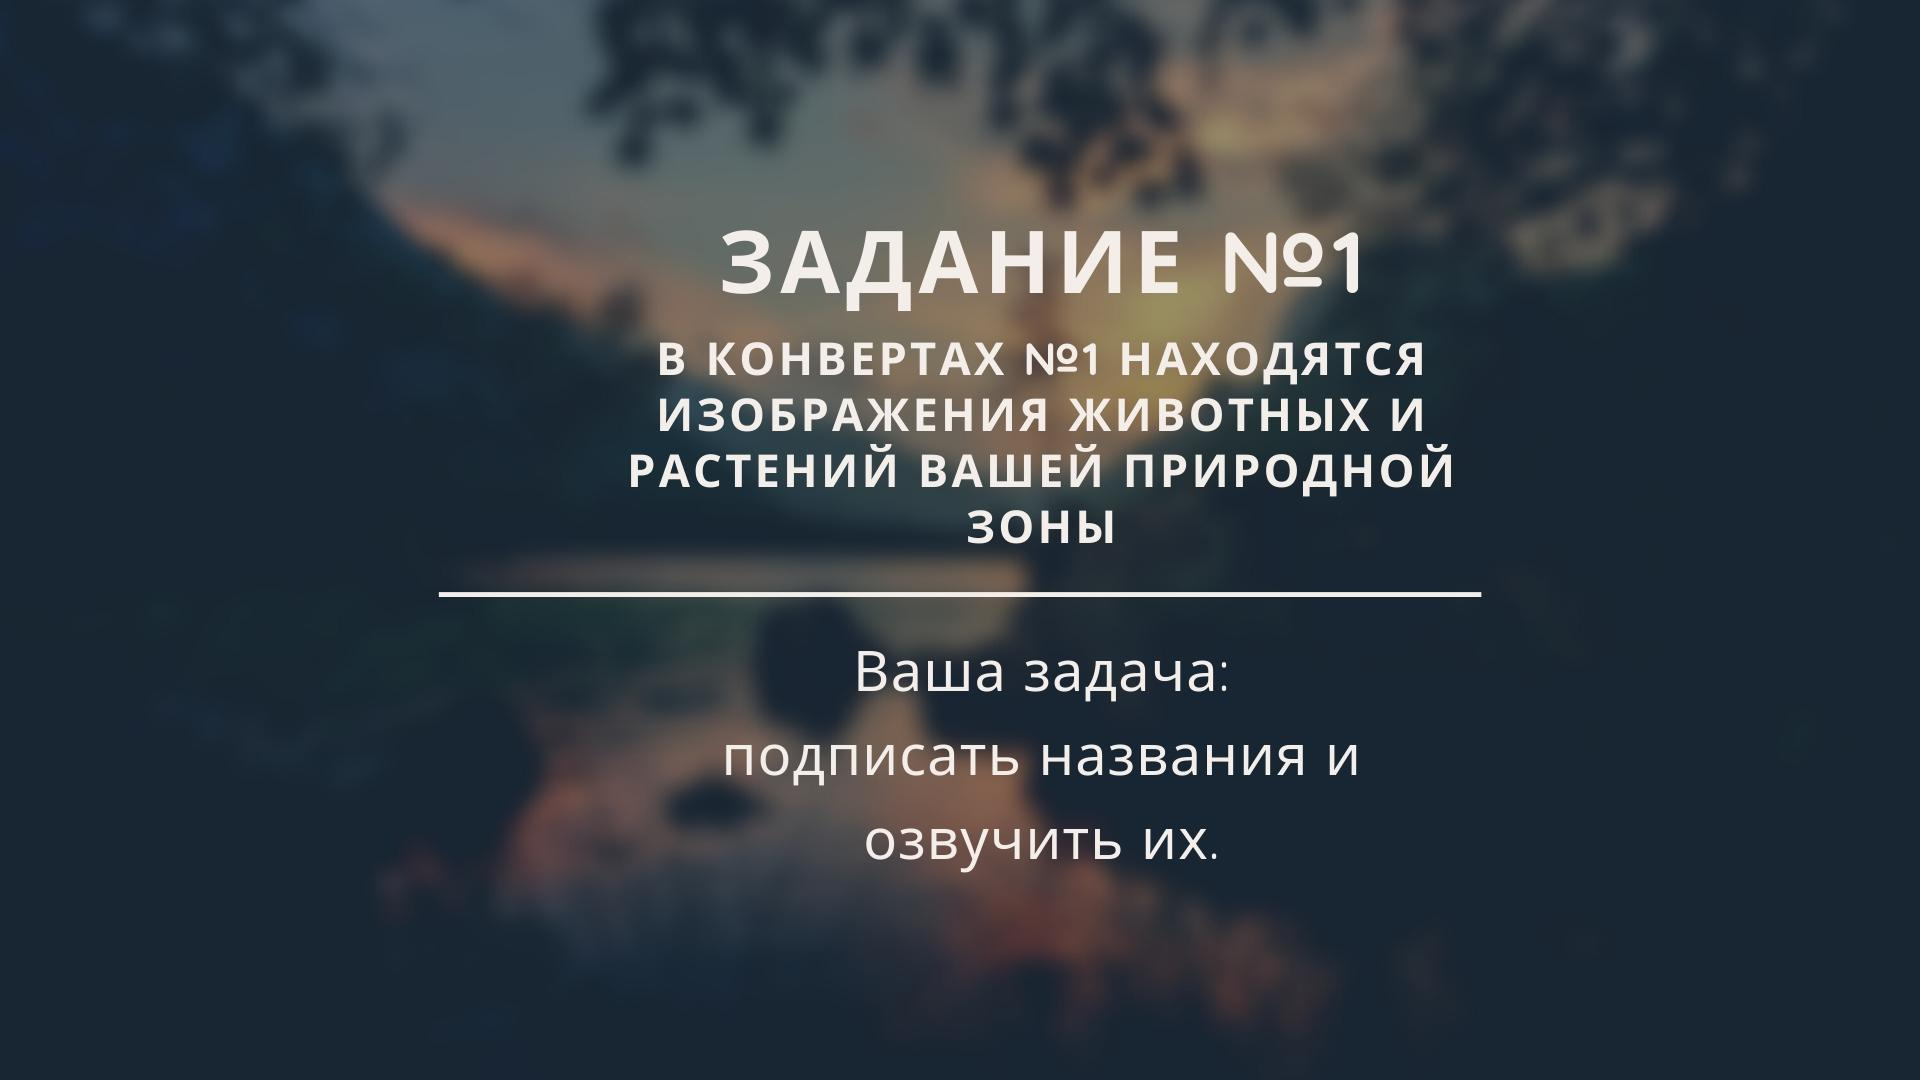 ЗАДАНИЕ №1
В КОНВЕРТАХ №1 НАХОДЯТСЯ
ИЗОБРАЖЕНИЯ ЖИВОТНЫХ И
РАСТЕНИЙ ВАШЕЙ ПРИРОДНОЙ
ЗОНЫ
Ваша задача:
подписать названия и
озвучить их.